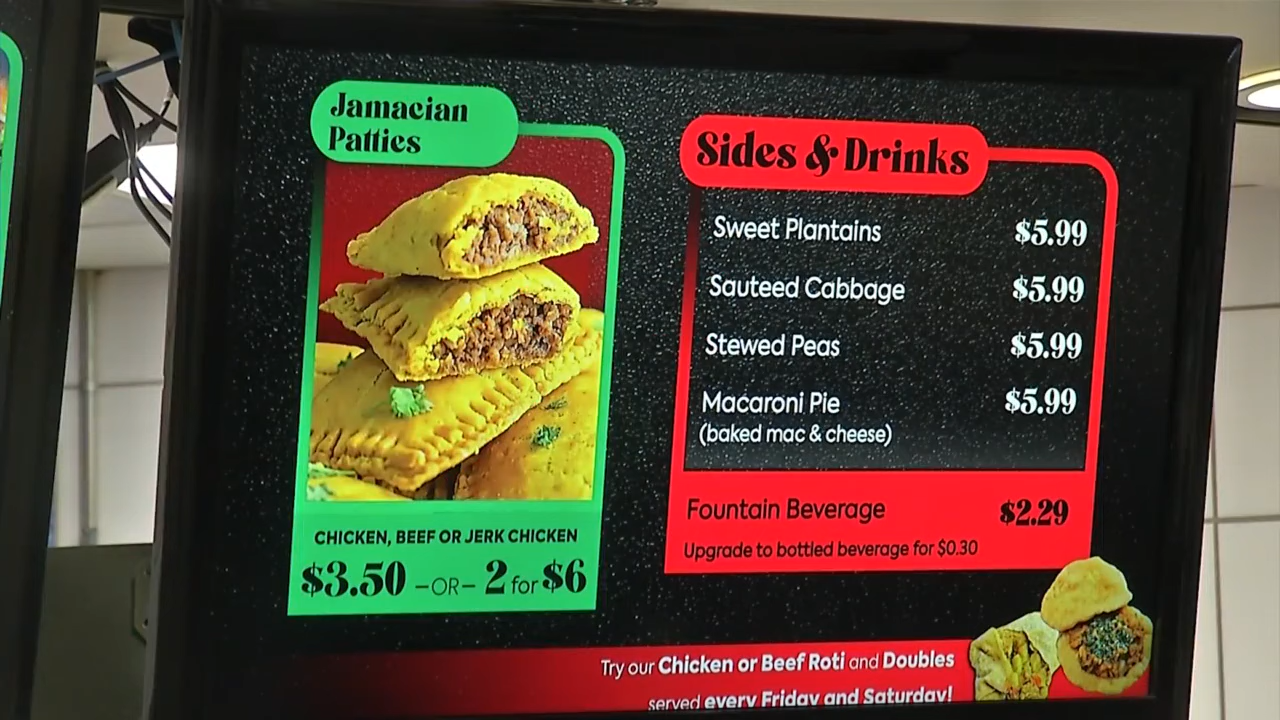 Jamacian
Patties
CHICKEN, BEEF OR JERK CHICKEN
$3.50 –OR– 2 for $6
Sides & Drinks
Sweet Plantains $5.99
Sauteed Cabbage $5.99
Stewed Peas $5.99
Macaroni Pie $5.99
(baked mac & cheese)
Fountain Beverage $2.29
Upgrade to bottled beverage for $0.30
Try our Chicken or Beef Roti and Doubles
served every Friday and Saturday!